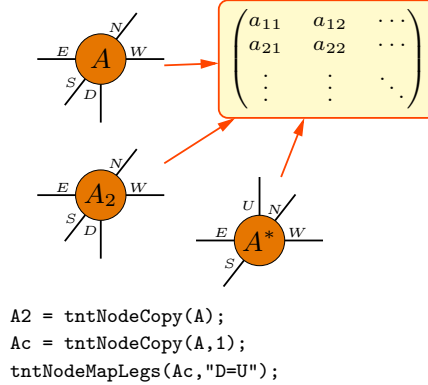 N
E A W
S
D
a11 a12 ⋯
a21 a22 ⋯
⋮ ⋮ ⋱
N
E A2 W
S
D
U N
E A* W
S
A2 = tntNodeCopy(A);
Ac = tntNodeCopy(A,1);
tntNodeMapLegs(Ac,"D=U");